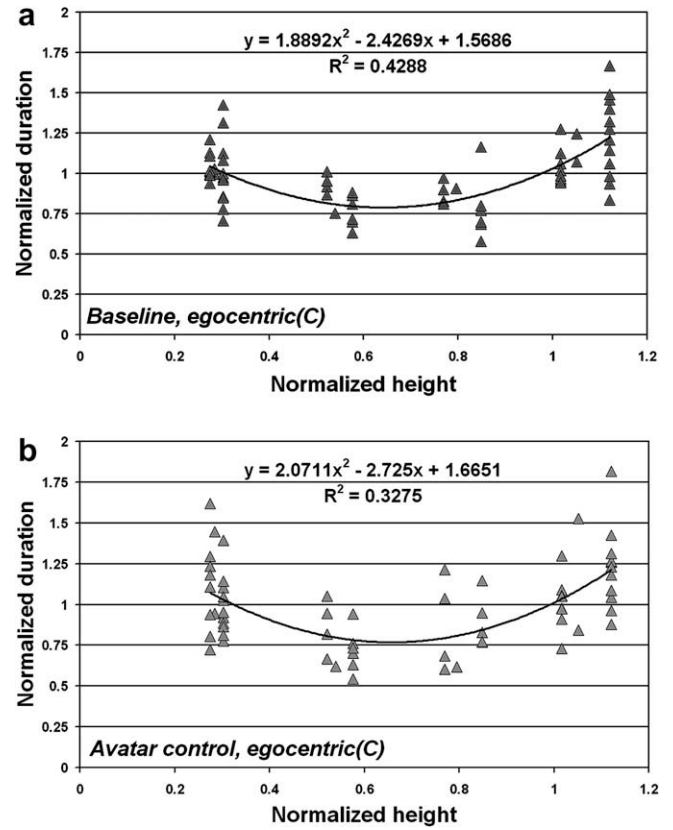 a
y = 1.8892x² - 2.4269x + 1.5686
R² = 0.4288
2
1.75
1.5
1.25
1
0.75
0.5
0.25
0
Normalized duration
Baseline, egocentric(C)
0 0.2 0.4 0.6 0.8 1 1.2
Normalized height
b
y = 2.0711x² - 2.725x + 1.6651
R² = 0.3275
2
1.75
1.5
1.25
1
0.75
0.5
0.25
0
Normalized duration
Avatar control, egocentric(C)
0 0.2 0.4 0.6 0.8 1 1.2
Normalized height